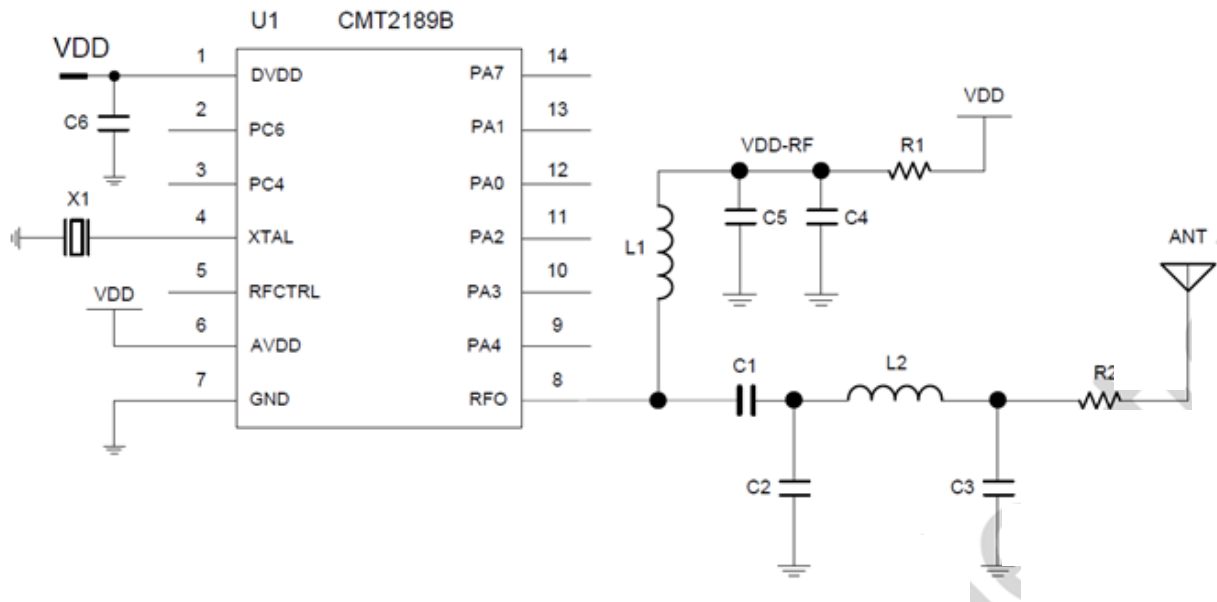 U1 CMT2189B
VDD
1 DVDD
C6
2 PC6
3 PC4
X1
4 XTAL
5 RFCTRL
VDD
6 AVDD
7 GND
14 PA7
13 PA1
12 PA0
11 PA2
10 PA3
9 PA4
8 RFO
VDD
VDD-RF R1
C5 C4
L1
ANT
C1 L2 R2
C2 C3